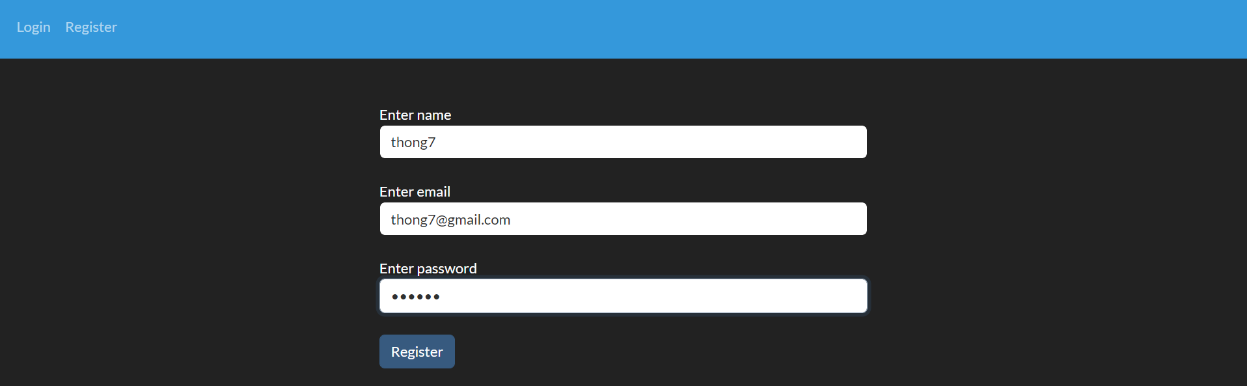 Login Register
Enter name
thong7
Enter email
thong7@gmail.com
Enter password
••••••
Register